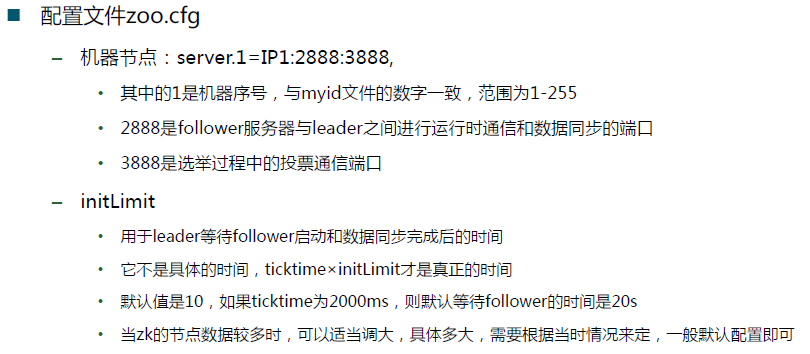 ■ 配置文件zoo.cfg
– 机器节点：server.1=IP1:2888:3888,
• 其中的1是机器序号，与myid文件的数字一致，范围为1-255
• 2888是follower服务器与leader之间进行运行时通信和数据同步的端口
• 3888是选举过程中的投票通信端口
– initLimit
• 用于leader等待follower启动和数据同步完成后的时间
• 它不是具体的时间，ticktime×initLimit才是真正的时间
• 默认值是10，如果ticktime为2000ms，则默认等待follower的时间是20s
• 当zk的节点数据较多时，可以适当调大，具体多大，需要根据当时情况来定，一般默认配置即可